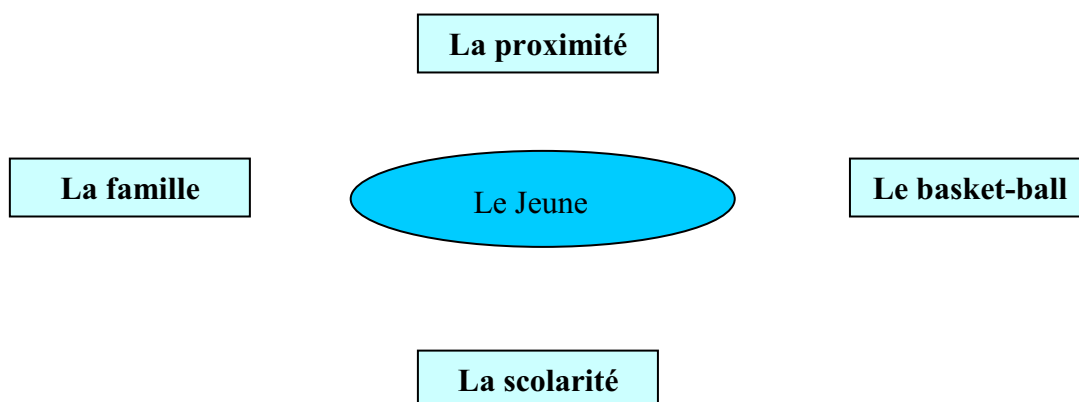 La proximité
La famille
Le Jeune
Le basket-ball
La scolarité